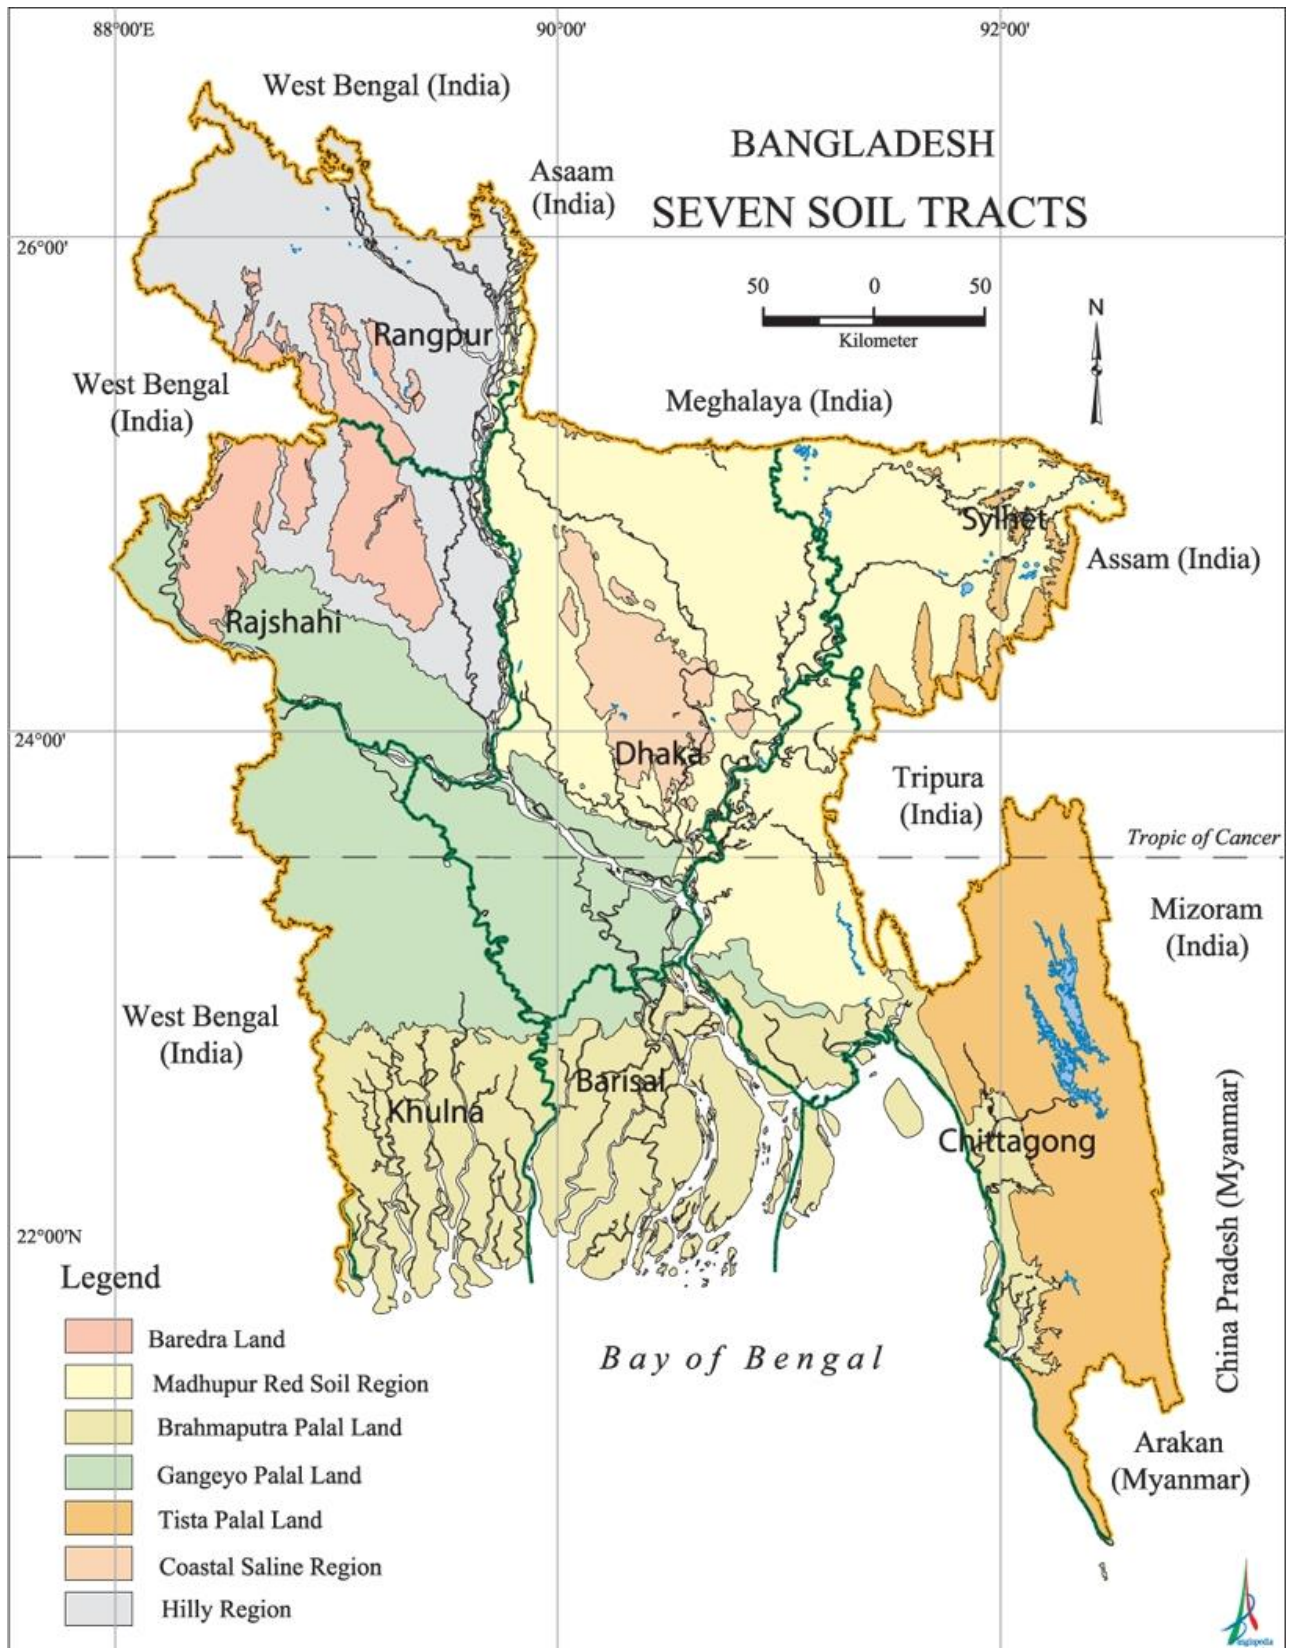 88°00'E
90°00'
92°00'
West Bengal (India)
BANGLADESH
SEVEN SOIL TRACTS
Asaam
(India)
26°00'
50
0
50
Kilometer
N
Rangpur
West Bengal
(India)
Meghalaya (India)
Sylhet
Assam (India)
Rajshahi
24°00'
Dhaka
Tripura
(India)
Tropic of Cancer
Mizoram
(India)
West Bengal
(India)
Barisal
Khulna
Chittagong
China Pradesh (Myanmar)
22°00'N
Legend
Baredra Land
Madhupur Red Soil Region
Brahmaputra Palal Land
Gangeyo Palal Land
Tista Palal Land
Coastal Saline Region
Hilly Region
Bay of Bengal
Arakan
(Myanmar)